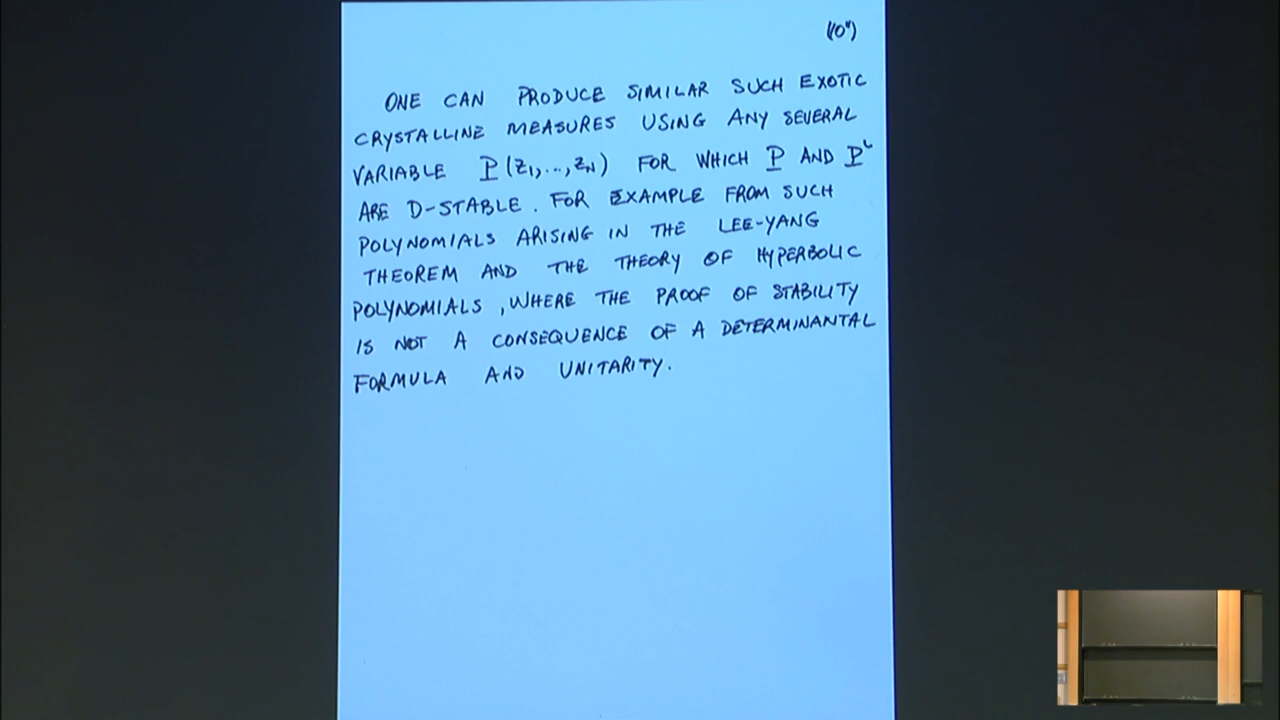 (10")
ONE CAN PRODUCE SIMILAR SUCH EXOTIC
CRYSTALLINE MEASURES USING ANY SEVERAL
VARIABLE P(z1,...,zN) FOR WHICH P AND Pᶥ
ARE D-STABLE. FOR EXAMPLE FROM SUCH
POLYNOMIALS ARISING IN THE LEE-YANG
THEOREM AND THE THEORY OF HYPERBOLIC
POLYNOMIALS, WHERE THE PROOF OF STABILITY
IS NOT A CONSEQUENCE OF A DETERMINANTAL
FORMULA AND UNITARITY.